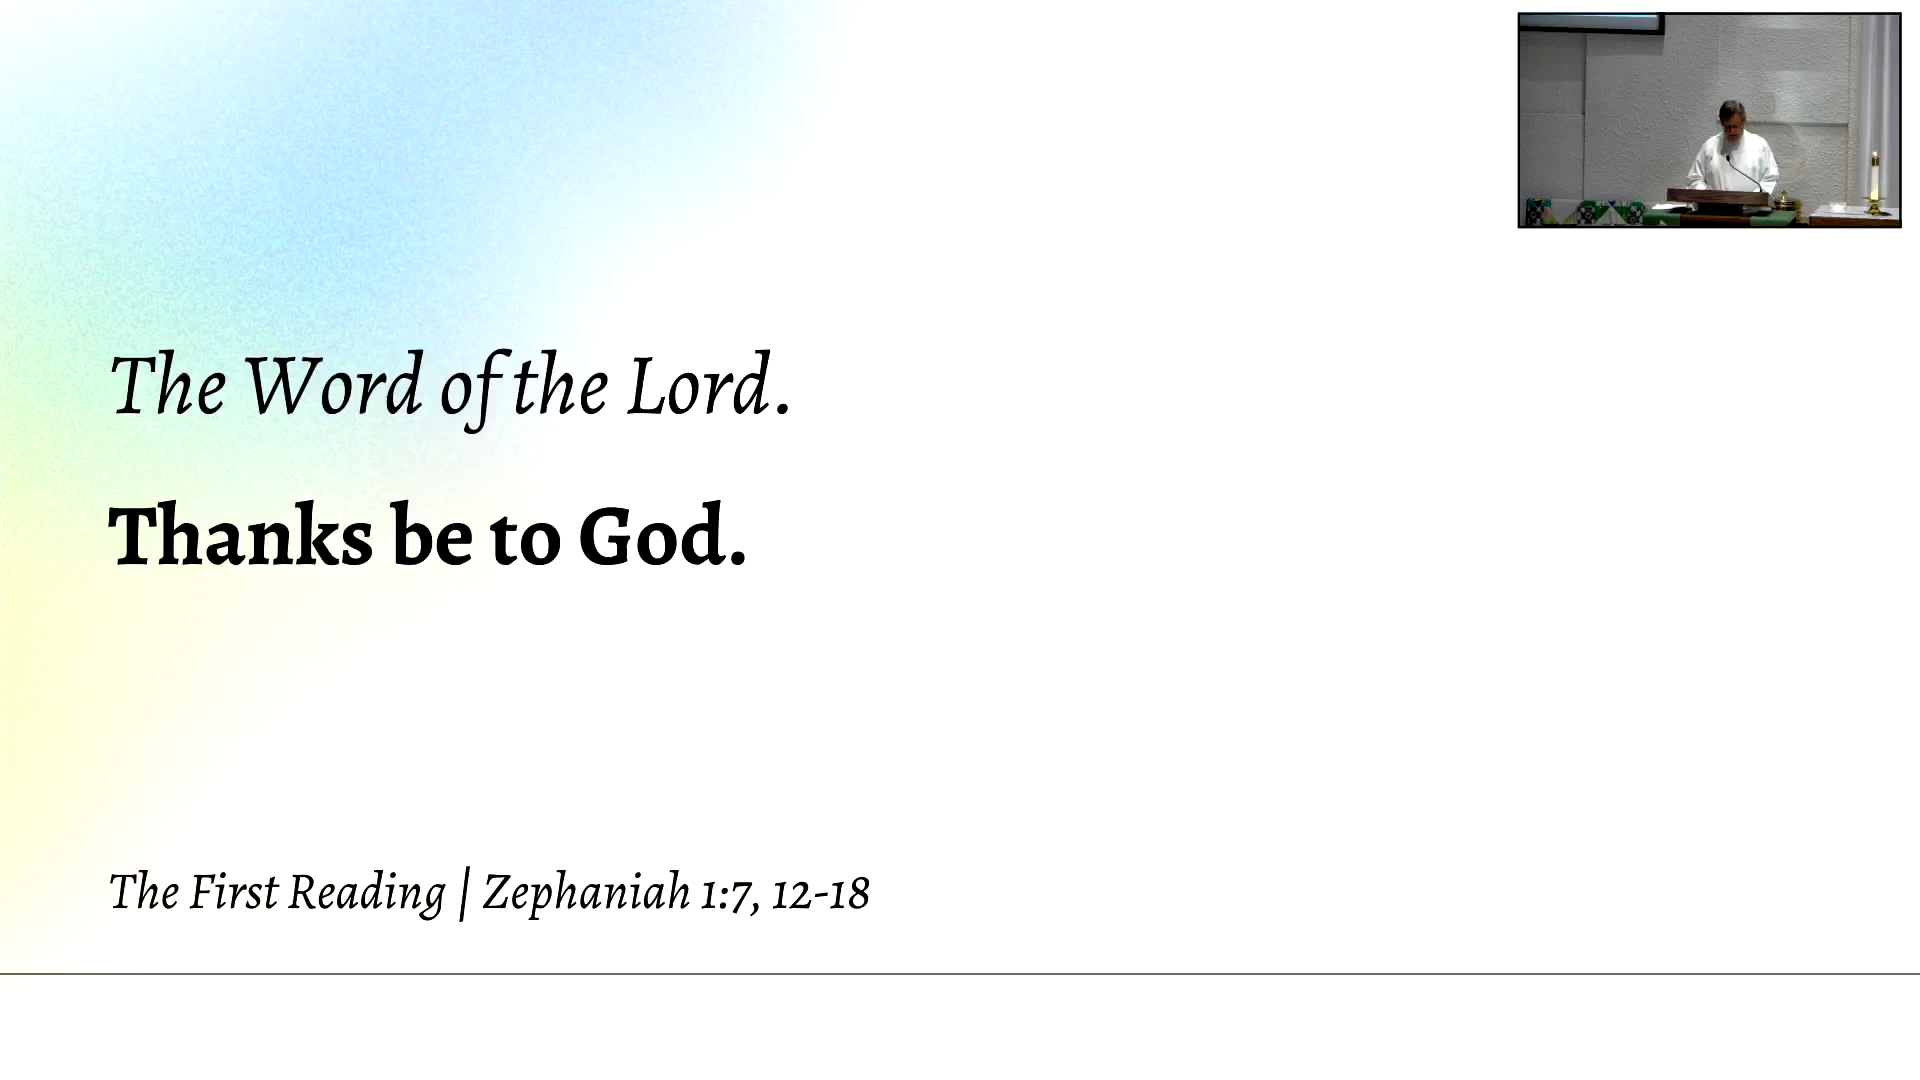 The Word of the Lord.
Thanks be to God.
The First Reading | Zephaniah 1:7, 12-18